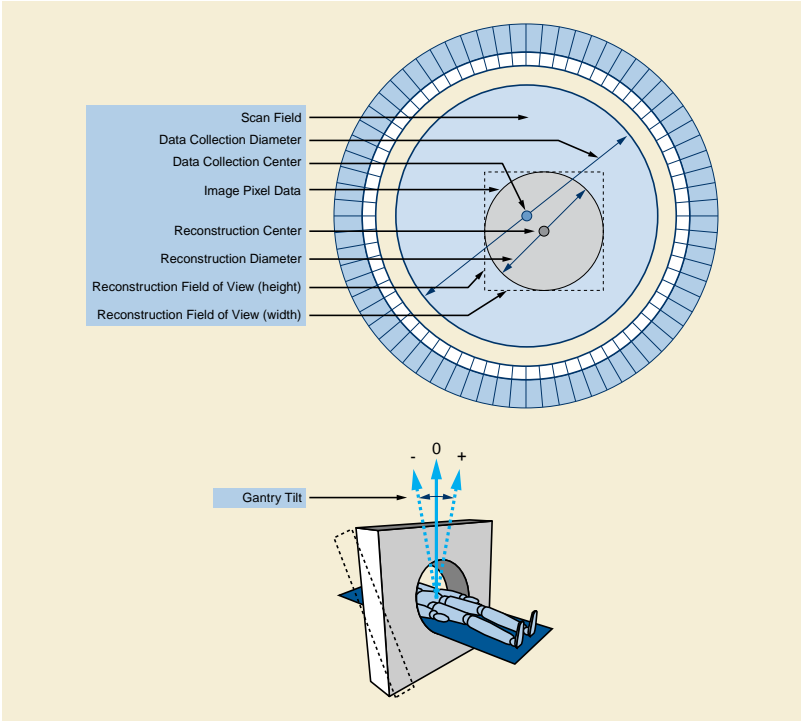 Scan Field
Data Collection Diameter
Data Collection Center
Image Pixel Data
Reconstruction Center
Reconstruction Diameter
Reconstruction Field of View (height)
Reconstruction Field of View (width)
- 0 +
Gantry Tilt